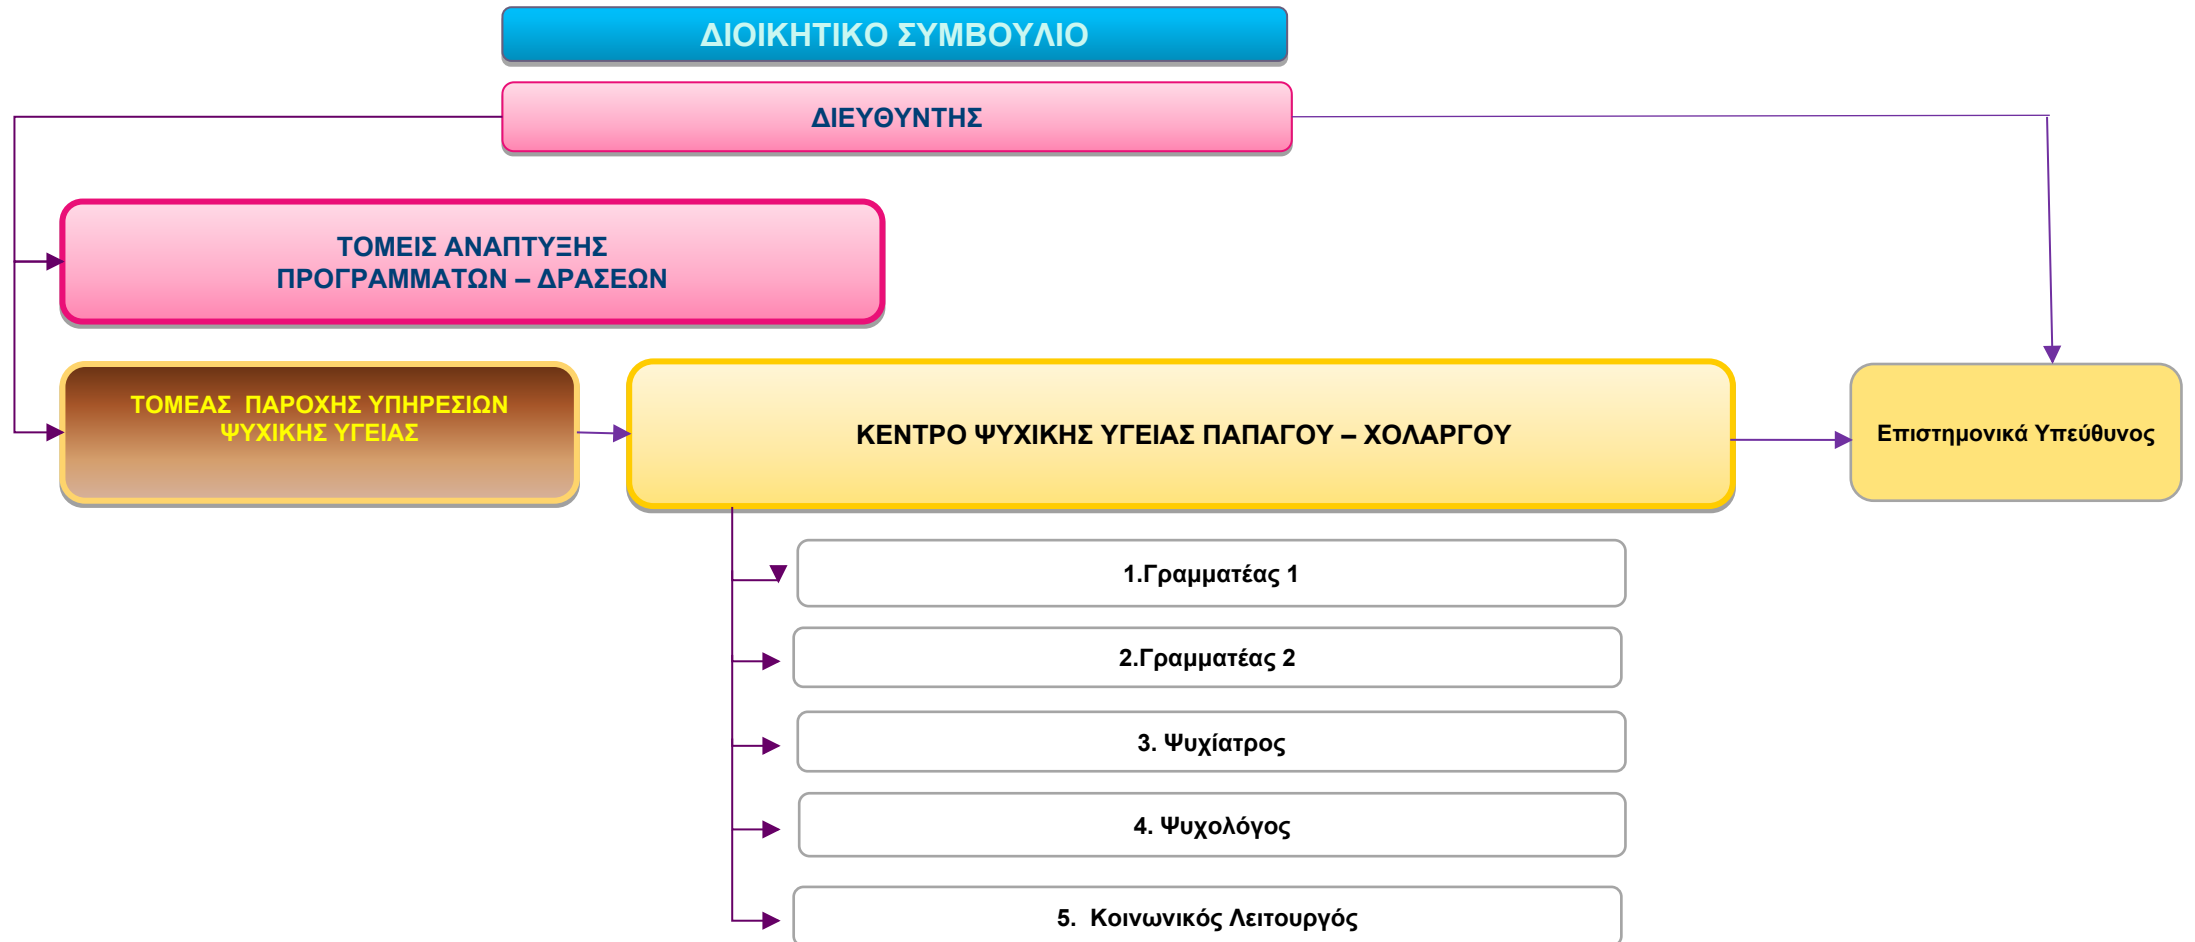 ΔΙΟΙΚΗΤΙΚΟ ΣΥΜΒΟΥΛΙΟ
ΔΙΕΥΘΥΝΤΗΣ
ΤΟΜΕΙΣ ΑΝΑΠΤΥΞΗΣ
ΠΡΟΓΡΑΜΜΑΤΩΝ – ΔΡΑΣΕΩΝ
ΤΟΜΕΑΣ ΠΑΡΟΧΗΣ ΥΠΗΡΕΣΙΩΝ
ΨΥΧΙΚΗΣ ΥΓΕΙΑΣ
ΚΕΝΤΡΟ ΨΥΧΙΚΗΣ ΥΓΕΙΑΣ ΠΑΠΑΓΟΥ – ΧΟΛΑΡΓΟΥ
Επιστημονικά Υπεύθυνος
1.Γραμματέας 1
2.Γραμματέας 2
3. Ψυχίατρος
4. Ψυχολόγος
5. Κοινωνικός Λειτουργός